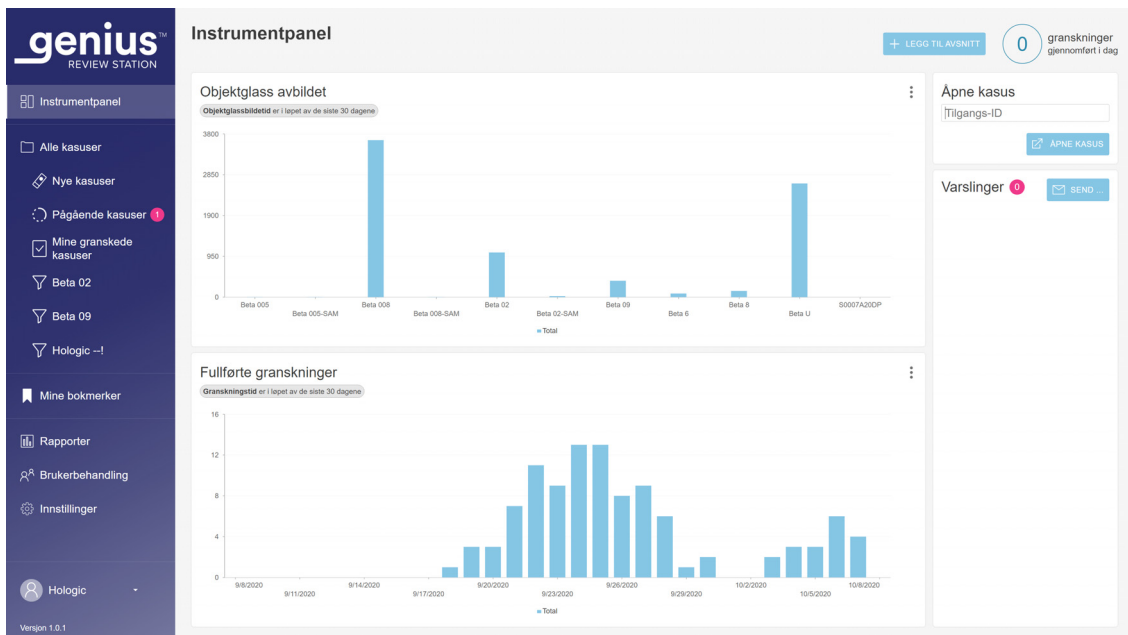 genius™
REVIEW STATION
Instrumentpanel
Alle kasuser
Nye kasuser
Pågående kasuser 1
Mine granskede
kasuser
Beta 02
Beta 09
Hologic --!
Mine bokmerker
Rapporter
Brukerbehandling
Innstillinger
Hologic
Versjon 1.0.1
Instrumentpanel
LEGG TIL AVSNITT
0
granskninger
gjennomført i dag
Objektglass avbildet
Objektglassbildetid er i løpet av de siste 30 dagene
3800
2850
1900
950
0
Beta 005
Beta 005-SAM
Beta 008
Beta 008-SAM
Beta 02
Beta 02-SAM
Beta 09
Beta 6
Beta 8
Beta U
S0007A20DP
Total
Fullførte granskninger
Granskningstid er i løpet av de siste 30 dagene
16
12
8
4
0
9/8/2020
9/11/2020
9/14/2020
9/17/2020
9/20/2020
9/23/2020
9/26/2020
9/29/2020
10/2/2020
10/5/2020
10/8/2020
Total
Åpne kasus
Tilgangs-ID
ÅPNE KASUS
Varslinger 0
SEND ...